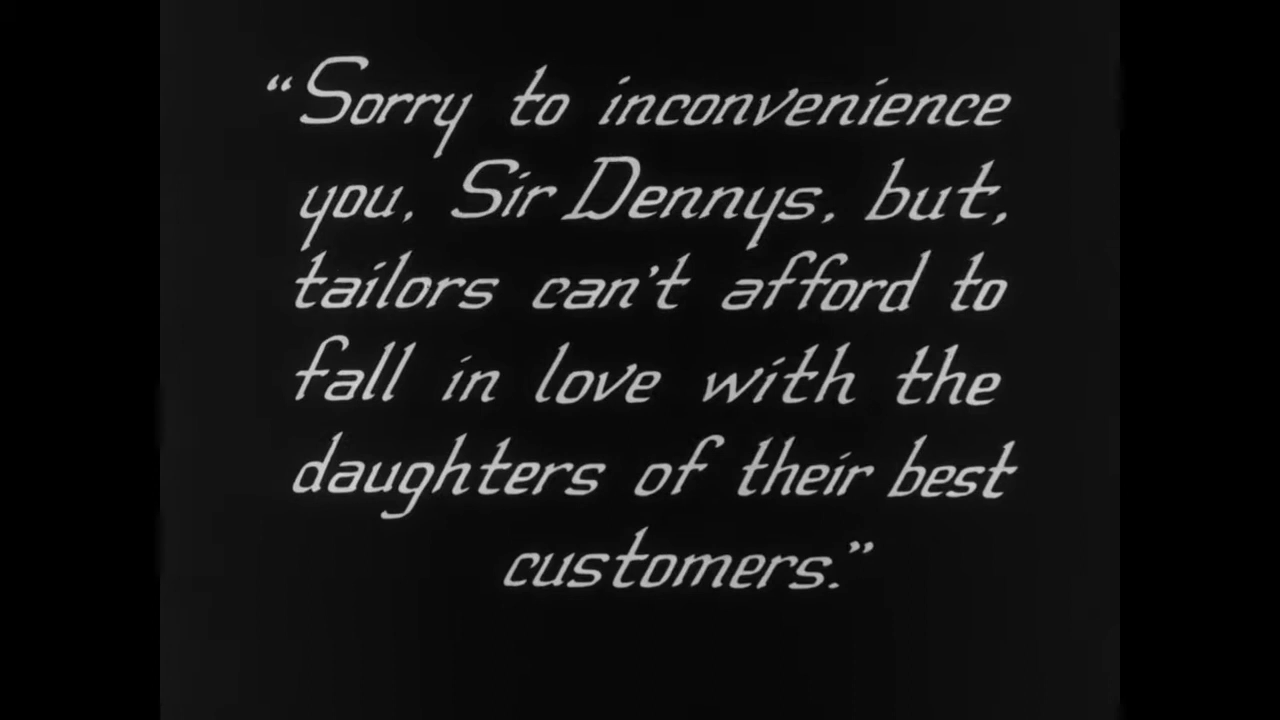 “Sorry to inconvenience
you, Sir Dennys, but,
tailors can't afford to
fall in love with the
daughters of their best
customers.”